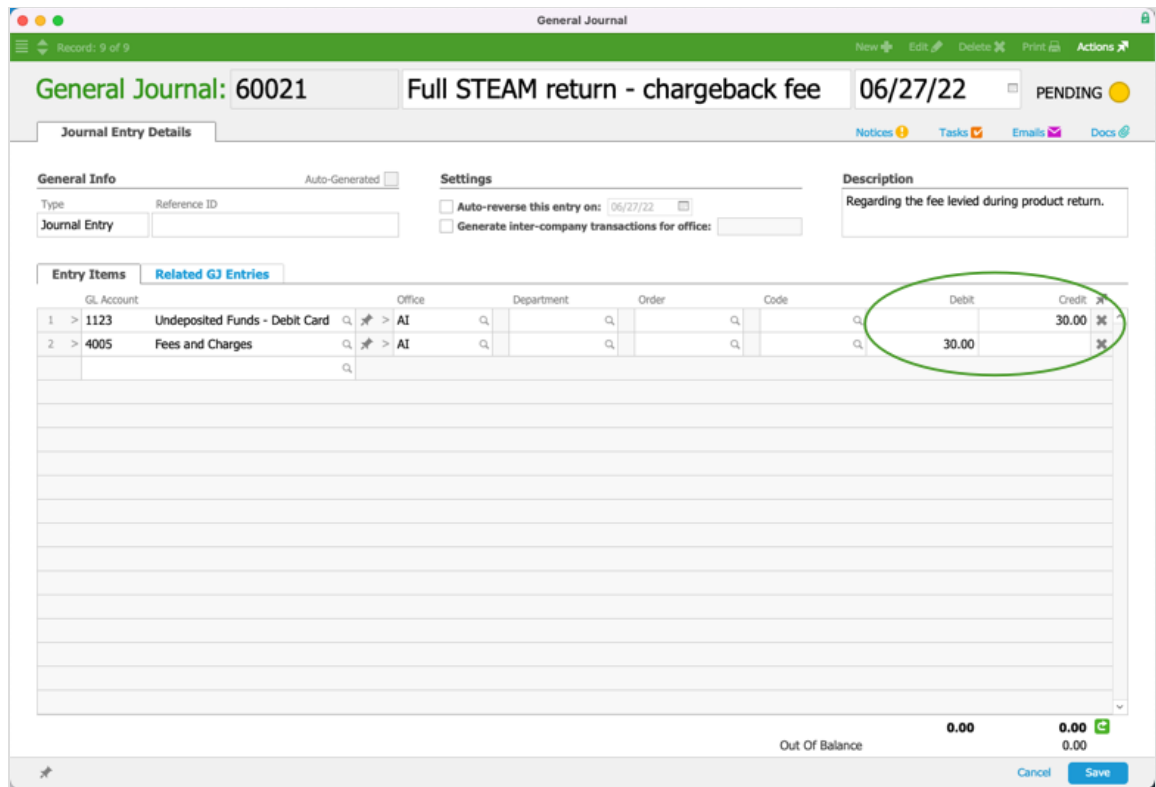 General Journal
Record: 9 of 9 New Edit Delete Print Actions
General Journal: 60021 Full STEAM return - chargeback fee 06/27/22 PENDING
Journal Entry Details Notices Tasks Emails Docs
General Info Auto-Generated Settings Description
Type Reference ID Auto-reverse this entry on: 06/27/22 Regarding the fee levied during product return.
Journal Entry Generate inter-company transactions for office:
Entry Items Related GJ Entries
GL Account Office Department Order Code Debit Credit
1 > 1123 Undeposited Funds - Debit Card > AI 30.00
2 > 4005 Fees and Charges > AI 30.00
0.00 0.00
Out Of Balance 0.00
Cancel Save